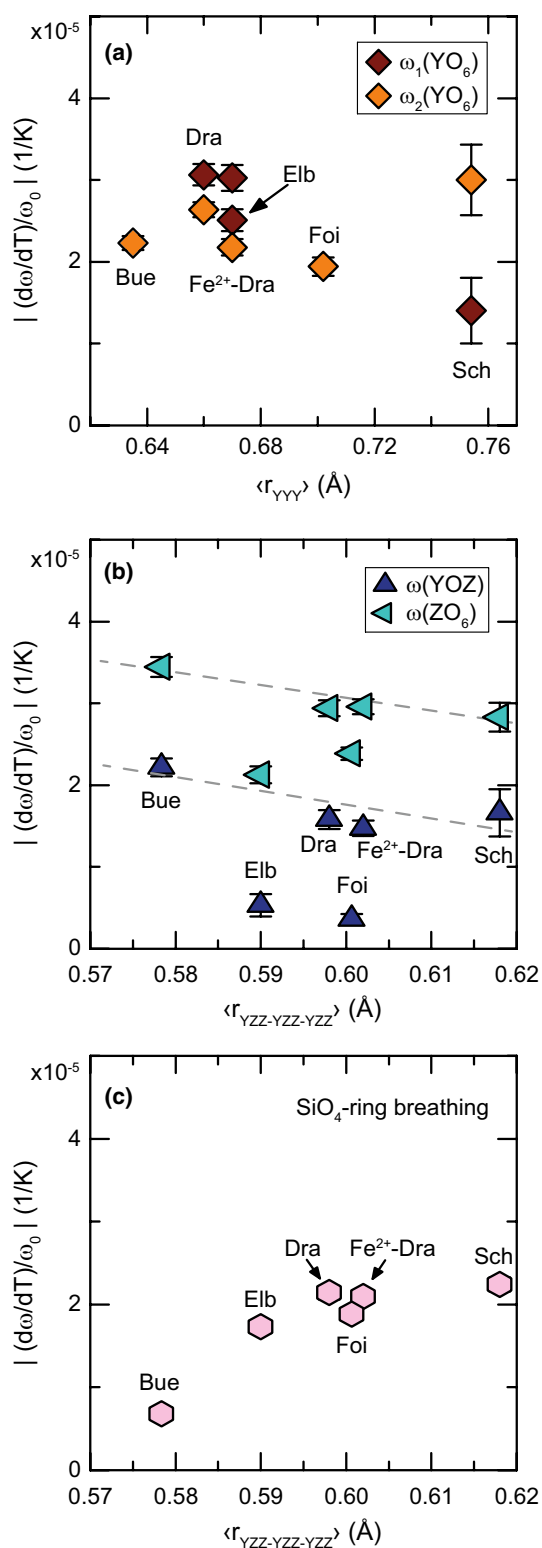 x10⁻⁵
(a)
ω₁(YO₆)
ω₂(YO₆)
4
Dra
Elb
Foi
2
Bue
Fe²⁺-Dra
Sch
0
0.64 0.68 0.72 0.76
‹r_YYY› (Å)
| (dω/dT)/ω₀ | (1/K)
x10⁻⁵
(b)
ω(YOZ)
ω(ZO₆)
4
2
Bue
Dra
Fe²⁺-Dra
Sch
Elb
Foi
0
0.57 0.58 0.59 0.60 0.61 0.62
‹r_YZZ-YZZ-YZZ› (Å)
| (dω/dT)/ω₀ | (1/K)
x10⁻⁵
(c)
SiO₄-ring breathing
4
Dra
Fe²⁺-Dra
Sch
2
Elb
Foi
Bue
0
0.57 0.58 0.59 0.60 0.61 0.62
‹r_YZZ-YZZ-YZZ› (Å)
| (dω/dT)/ω₀ | (1/K)